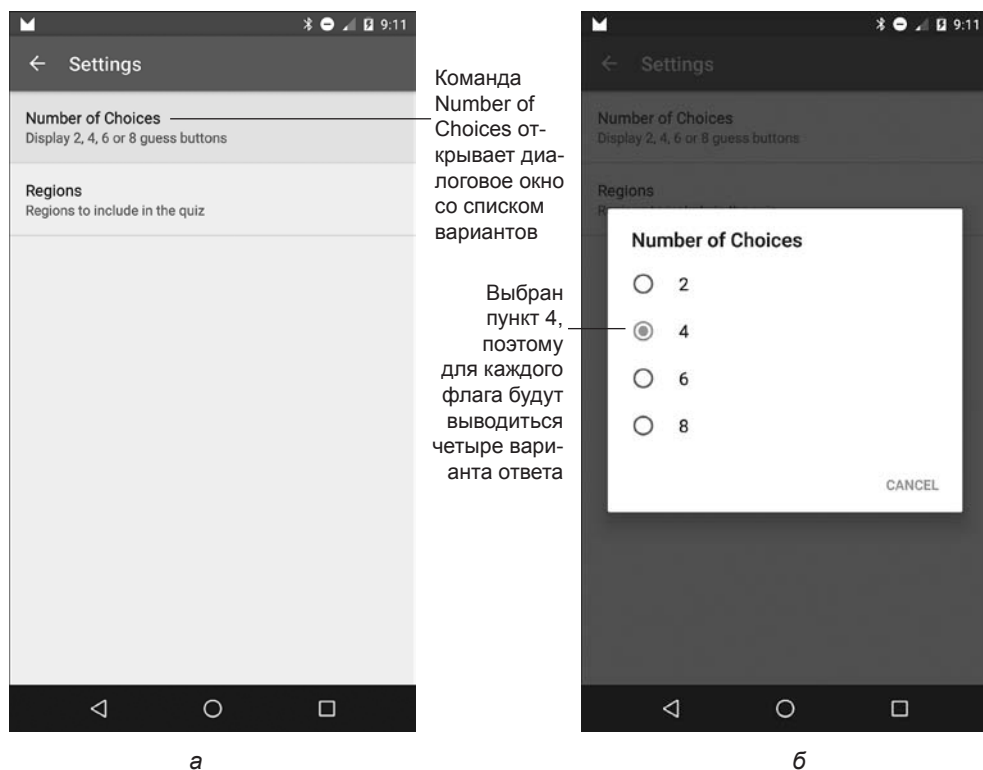 9:11
Settings
Number of Choices
Display 2, 4, 6 or 8 guess buttons
Regions
Regions to include in the quiz
а
Команда
Number of
Choices от-
крывает диа-
логовое окно
со списком
вариантов
Выбран
пункт 4,
поэтому
для каждого
флага будут
выводиться
четыре вари-
анта ответа
9:11
Settings
Number of Choices
Display 2, 4, 6 or 8 guess buttons
Regions
Number of Choices
2
4
6
8
CANCEL
б